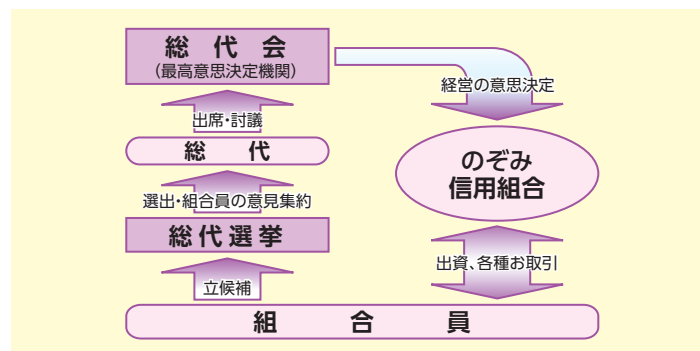 総代会
(最高意思決定機関)
経営の意思決定
出席・討議
総代
のぞみ
信用組合
選出・組合員の意見集約
総代選挙
出資、各種お取引
立候補
組合員